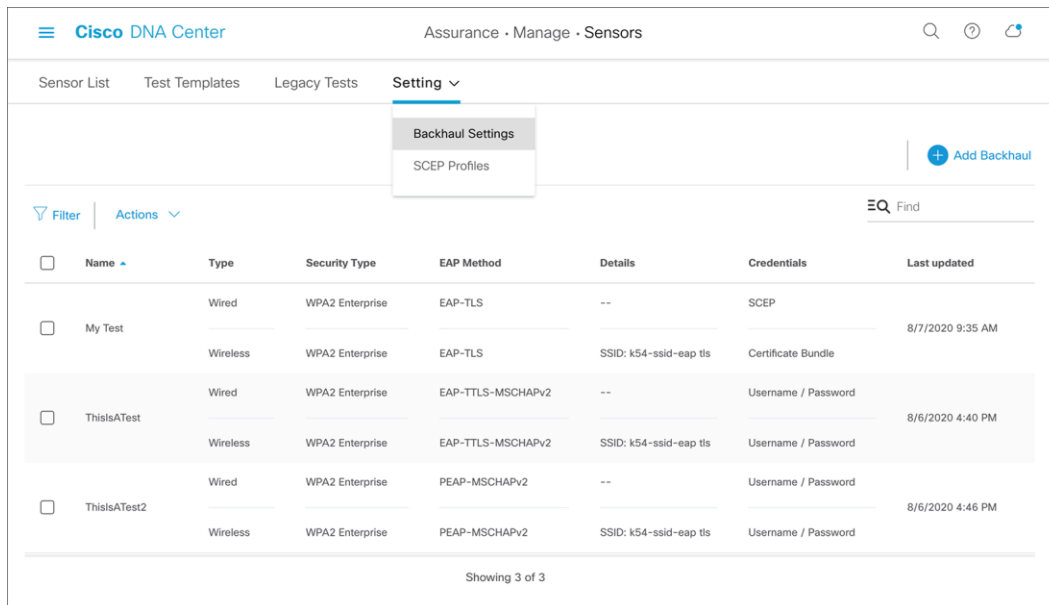 Cisco DNA Center
Assurance · Manage · Sensors
Sensor List Test Templates Legacy Tests Setting
Backhaul Settings
SCEP Profiles
Add Backhaul
Filter Actions
Find
Name Type Security Type EAP Method Details Credentials Last updated
Wired WPA2 Enterprise EAP-TLS -- SCEP
My Test 8/7/2020 9:35 AM
Wireless WPA2 Enterprise EAP-TLS SSID: k54-ssid-eap tls Certificate Bundle
Wired WPA2 Enterprise EAP-TTLS-MSCHAPv2 -- Username / Password
ThisIsATest 8/6/2020 4:40 PM
Wireless WPA2 Enterprise EAP-TTLS-MSCHAPv2 SSID: k54-ssid-eap tls Username / Password
Wired WPA2 Enterprise PEAP-MSCHAPv2 -- Username / Password
ThisIsATest2 8/6/2020 4:46 PM
Wireless WPA2 Enterprise PEAP-MSCHAPv2 SSID: k54-ssid-eap tls Username / Password
Showing 3 of 3